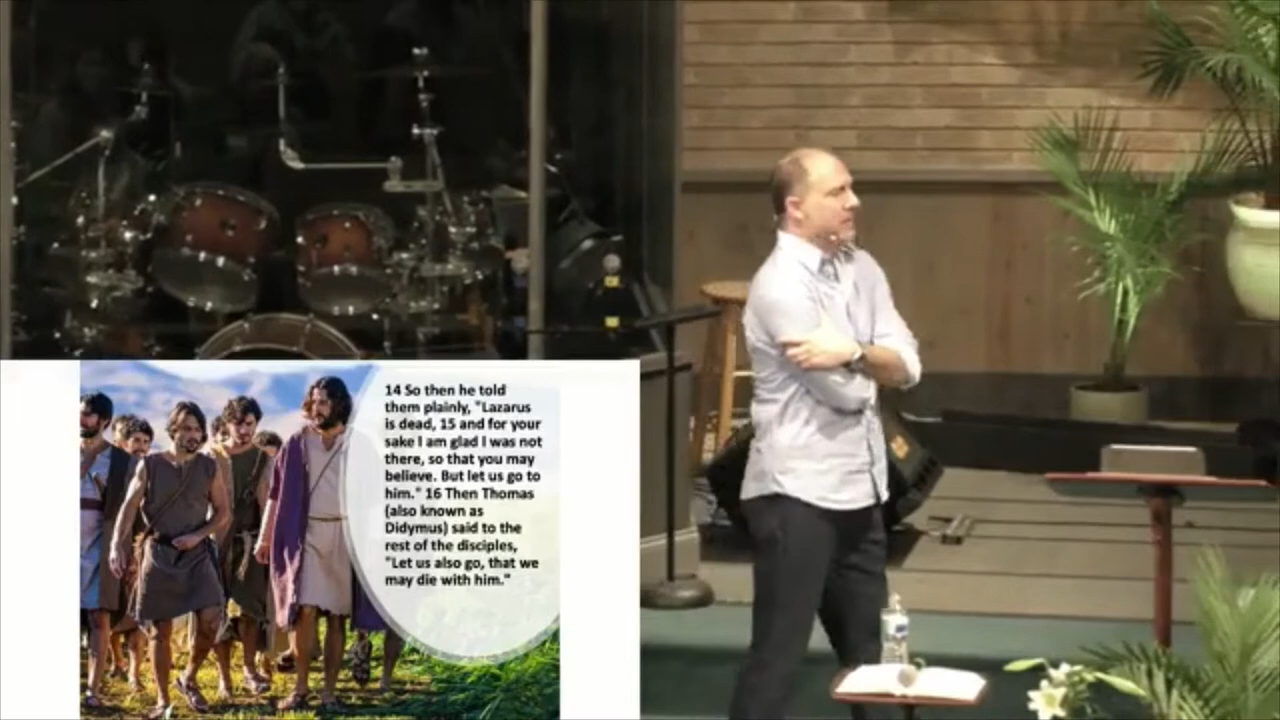 14 So then he told
them plainly, "Lazarus
is dead, 15 and for your
sake I am glad I was not
there, so that you may
believe. But let us go to
him." 16 Then Thomas
(also known as
Didymus) said to the
rest of the disciples,
"Let us also go, that we
may die with him."